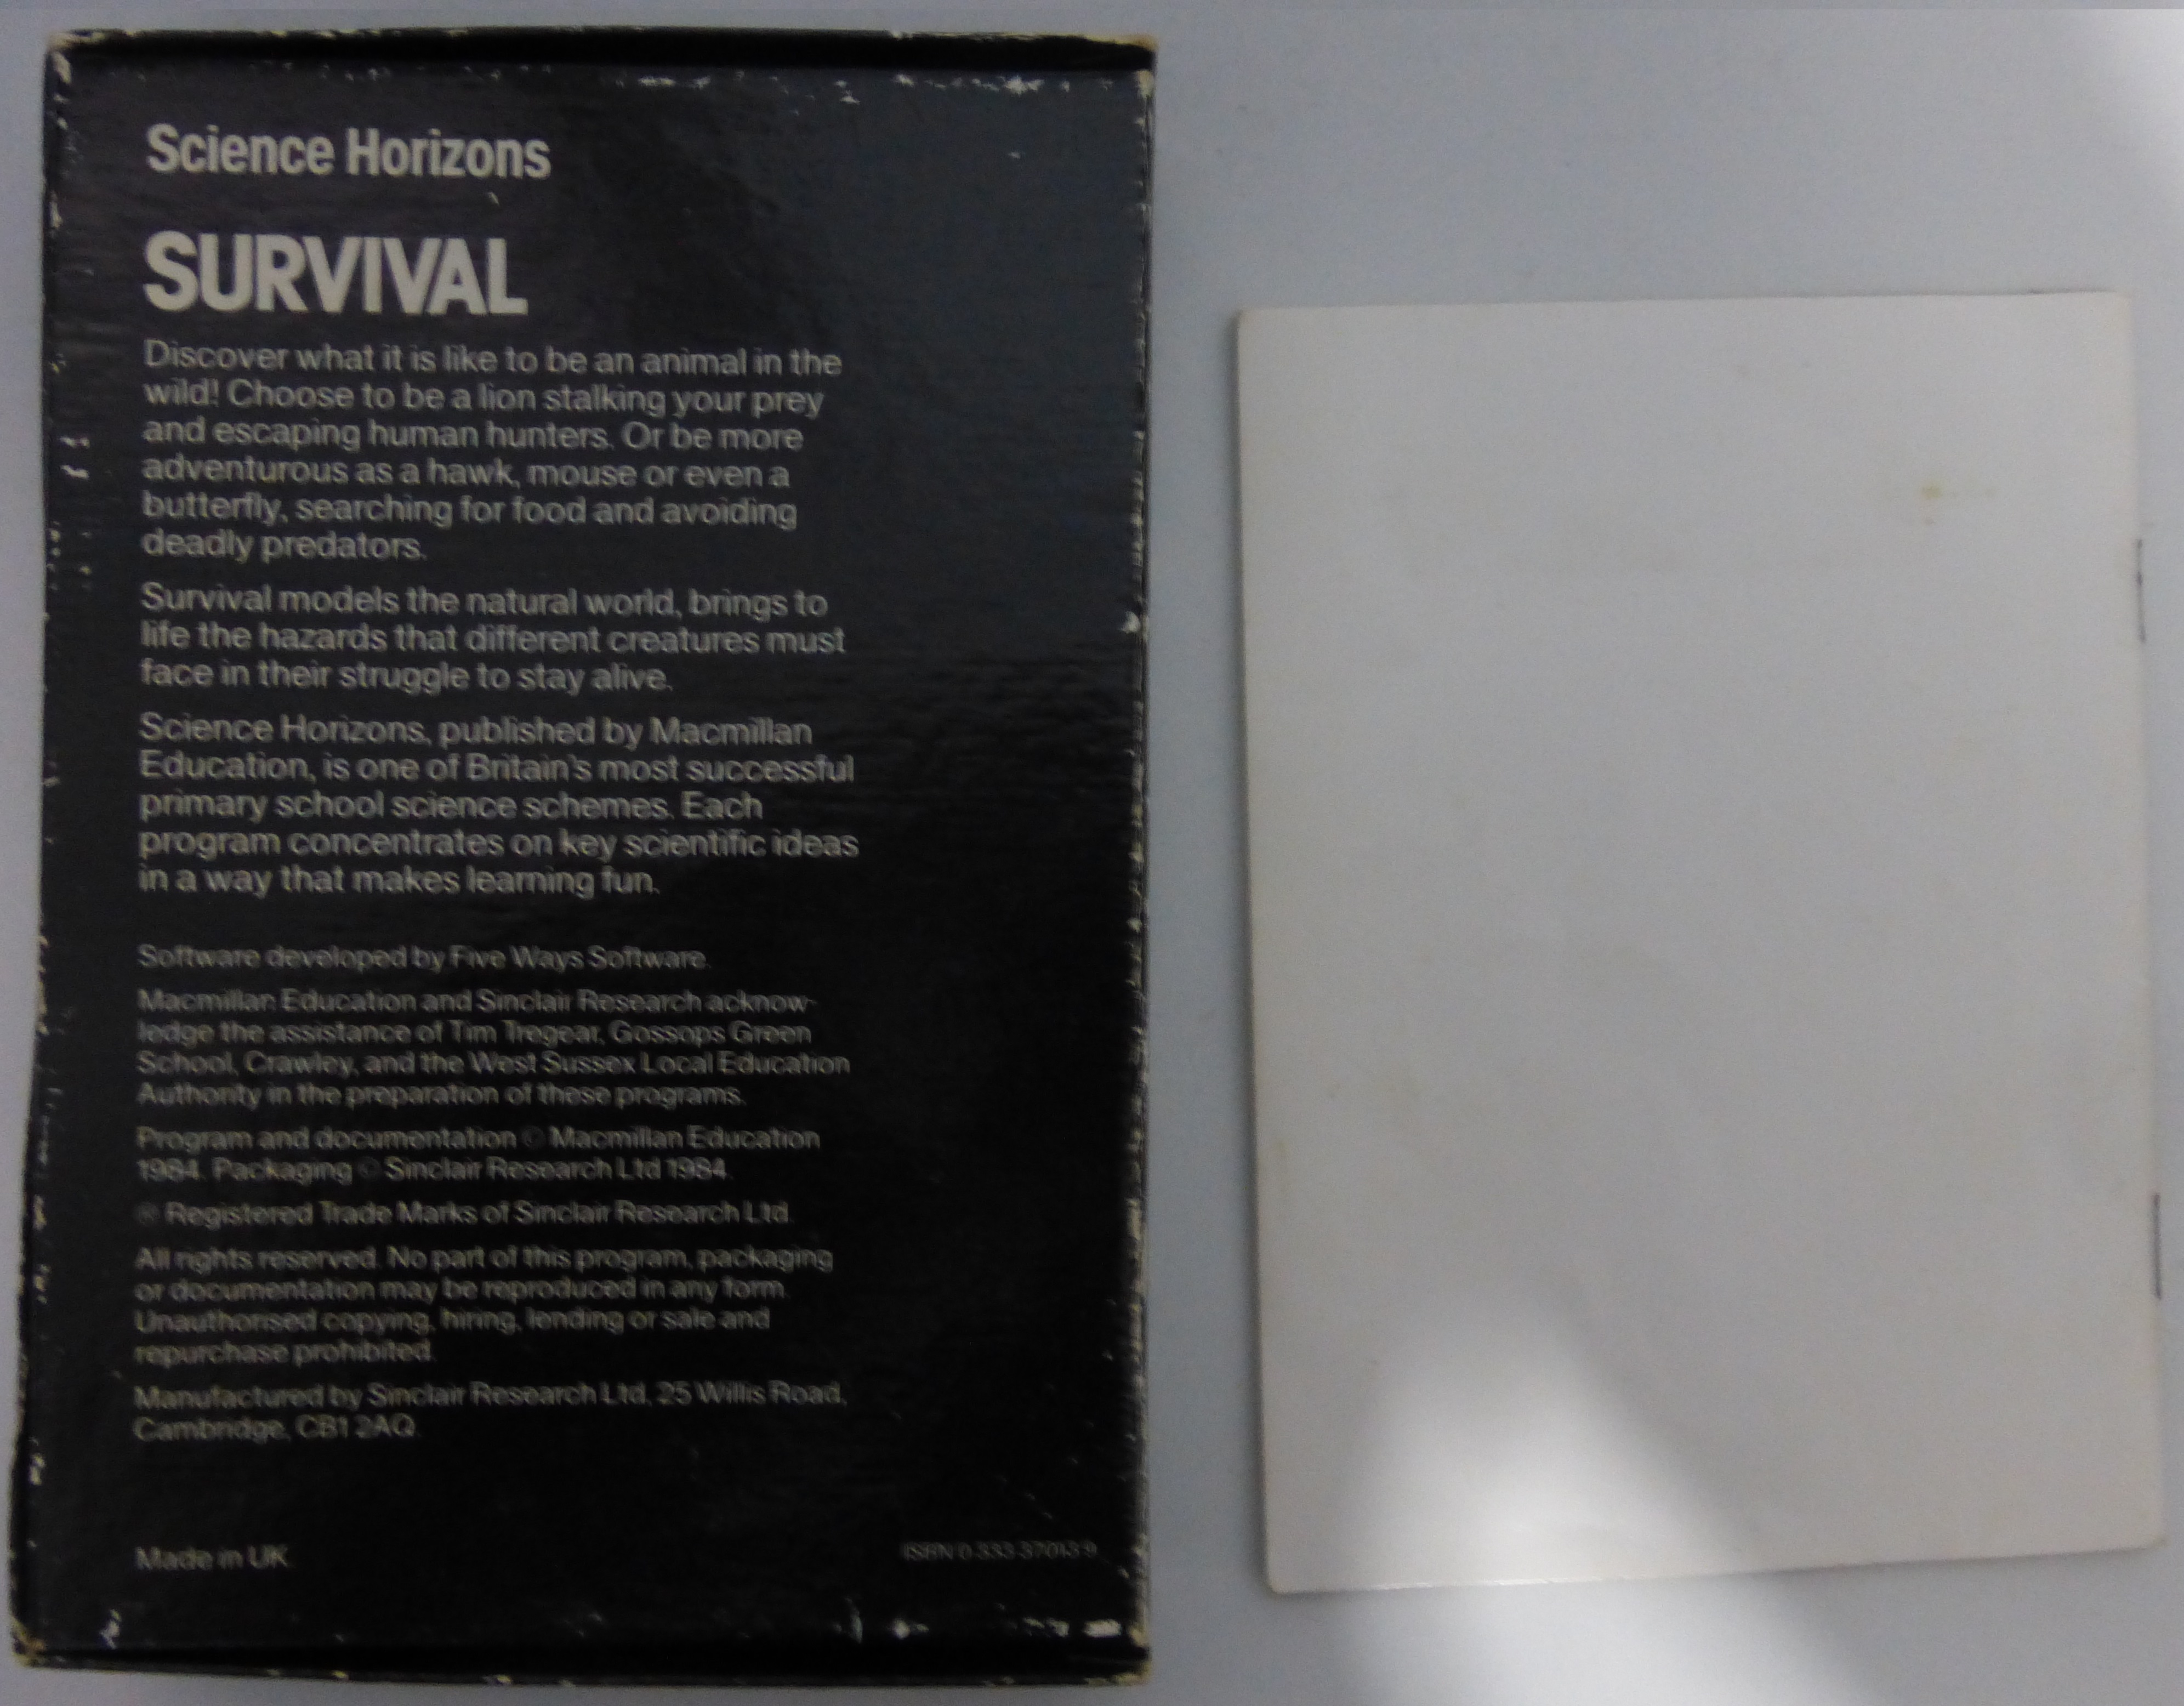 Science Horizons
SURVIVAL
Discover what it is like to be an animal in the
wild! Choose to be a lion stalking your prey
and escaping human hunters. Or be more
adventurous as a hawk, mouse or even a
butterfly, searching for food and avoiding
deadly predators.
Survival models the natural world, brings to
life the hazards that different creatures must
face in their struggle to stay alive.
Science Horizons, published by Macmillan
Education, is one of Britain's most successful
primary school science schemes. Each
program concentrates on key scientific ideas
in a way that makes learning fun.
Software developed by Five Ways Software.
Macmillan Education and Sinclair Research acknow-
ledge the assistance of Tim Tregear, Gossops Green
School, Crawley, and the West Sussex Local Education
Authority in the preparation of these programs.
Program and documentation © Macmillan Education
1984. Packaging © Sinclair Research Ltd 1984.
® Registered Trade Marks of Sinclair Research Ltd.
All rights reserved. No part of this program, packaging
or documentation may be reproduced in any form.
Unauthorised copying, hiring, lending or sale and
repurchase prohibited.
Manufactured by Sinclair Research Ltd, 25 Willis Road,
Cambridge, CB1 2AQ.
Made in UK
ISBN 0 333 37013 9